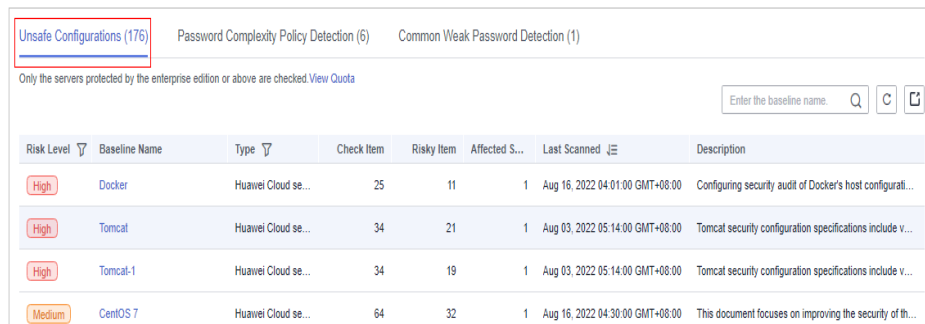 Unsafe Configurations (176) Password Complexity Policy Detection (6) Common Weak Password Detection (1)
Only the servers protected by the enterprise edition or above are checked.View Quota
Enter the baseline name.
Risk Level Baseline Name Type Check Item Risky Item Affected S... Last Scanned Description
High Docker Huawei Cloud se... 25 11 1 Aug 16, 2022 04:01:00 GMT+08:00 Configuring security audit of Docker's host configurati...
High Tomcat Huawei Cloud se... 34 21 1 Aug 03, 2022 05:14:00 GMT+08:00 Tomcat security configuration specifications include v...
High Tomcat-1 Huawei Cloud se... 34 19 1 Aug 03, 2022 05:14:00 GMT+08:00 Tomcat security configuration specifications include v...
Medium CentOS 7 Huawei Cloud se... 64 32 1 Aug 16, 2022 04:30:00 GMT+08:00 This document focuses on improving the security of th...